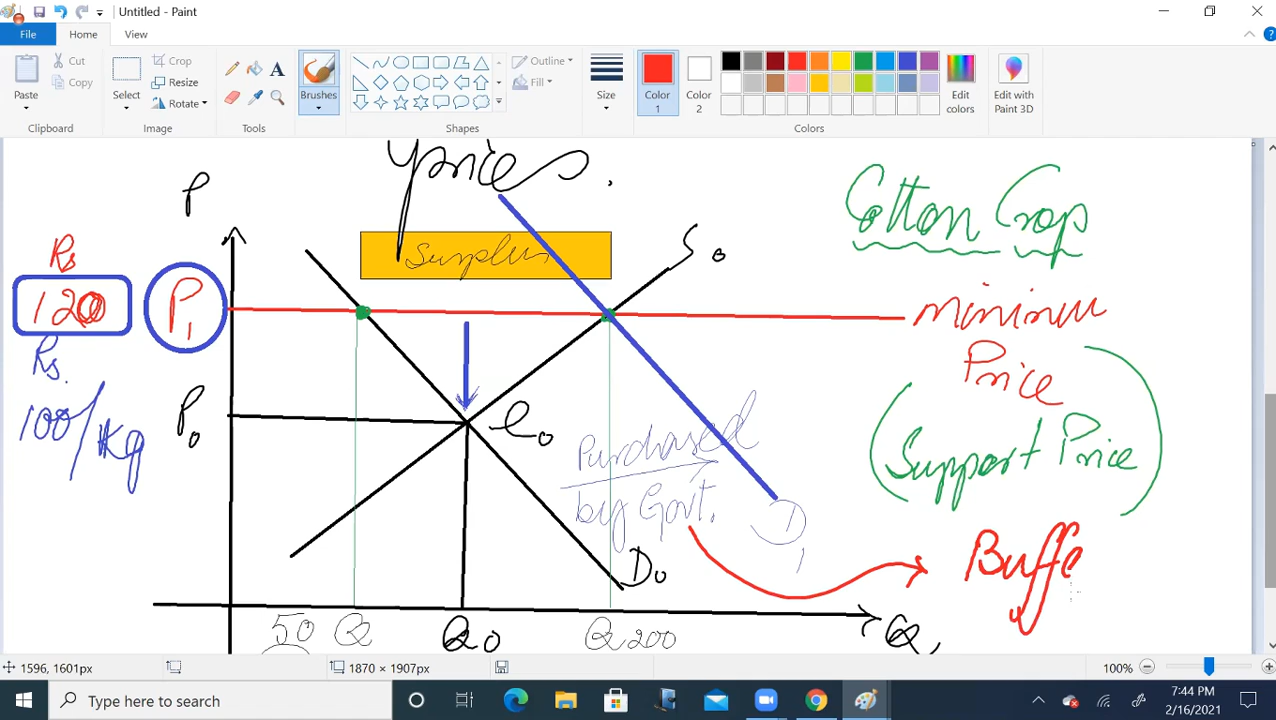 Untitled - Paint
File
Home
View
Paste
Cut
Copy
Clipboard
Select
Crop
Resize
Rotate
Image
A
Tools
Brushes
Outline
Fill
Shapes
Size
Color
1
Color
2
Edit
colors
Edit with
Paint 3D
Colors
Prices.
P
Cotton Crop
Surplus
S0
Rs
120
P1
minimum
Price
(Support Price)
Rs.
100/kg
P0
e0
Purchased
by Govt.
D1
D0
Buffe
50
Q
Q0
Q 200
Q,
1596, 1601px
1870 × 1907px
100%
Type here to search
7:44 PM
2/16/2021